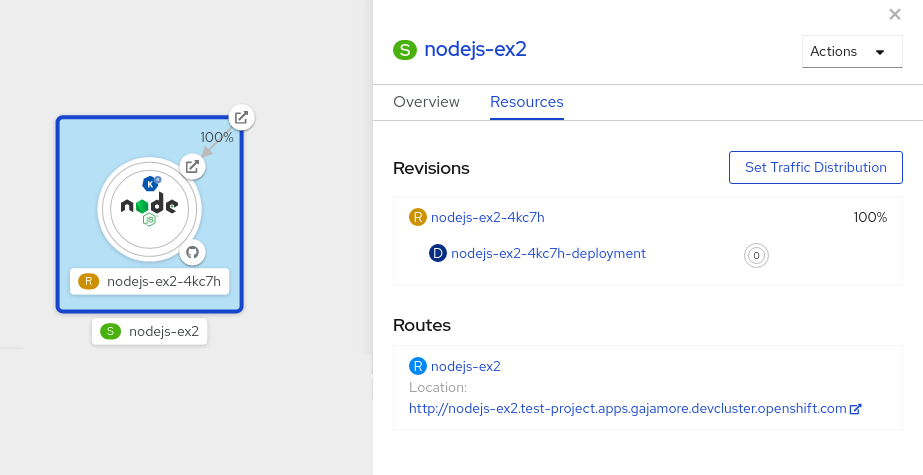 100%
K
node
JS
R nodejs-ex2-4kc7h
S nodejs-ex2
S nodejs-ex2
Actions
Overview Resources
Revisions
Set Traffic Distribution
R nodejs-ex2-4kc7h 100%
D nodejs-ex2-4kc7h-deployment 0
Routes
R nodejs-ex2
Location:
http://nodejs-ex2.test-project.apps.gajamore.devcluster.openshift.com